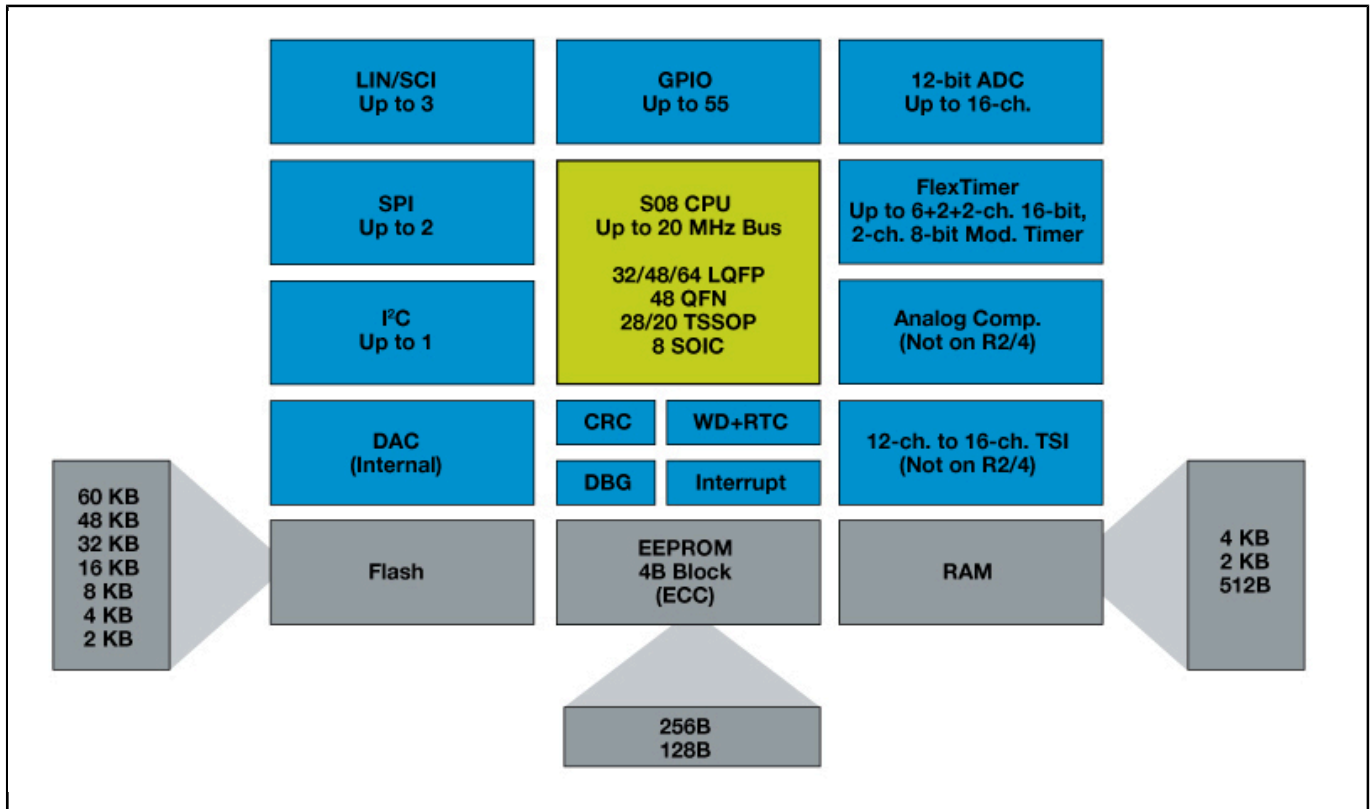 LIN/SCI
Up to 3
GPIO
Up to 55
12-bit ADC
Up to 16-ch.
SPI
Up to 2
S08 CPU
Up to 20 MHz Bus
32/48/64 LQFP
48 QFN
28/20 TSSOP
8 SOIC
FlexTimer
Up to 6+2+2-ch. 16-bit,
2-ch. 8-bit Mod. Timer
I²C
Up to 1
Analog Comp.
(Not on R2/4)
DAC
(Internal)
CRC
WD+RTC
DBG
Interrupt
12-ch. to 16-ch. TSI
(Not on R2/4)
60 KB
48 KB
32 KB
16 KB
8 KB
4 KB
2 KB
Flash
EEPROM
4B Block
(ECC)
RAM
4 KB
2 KB
512B
256B
128B